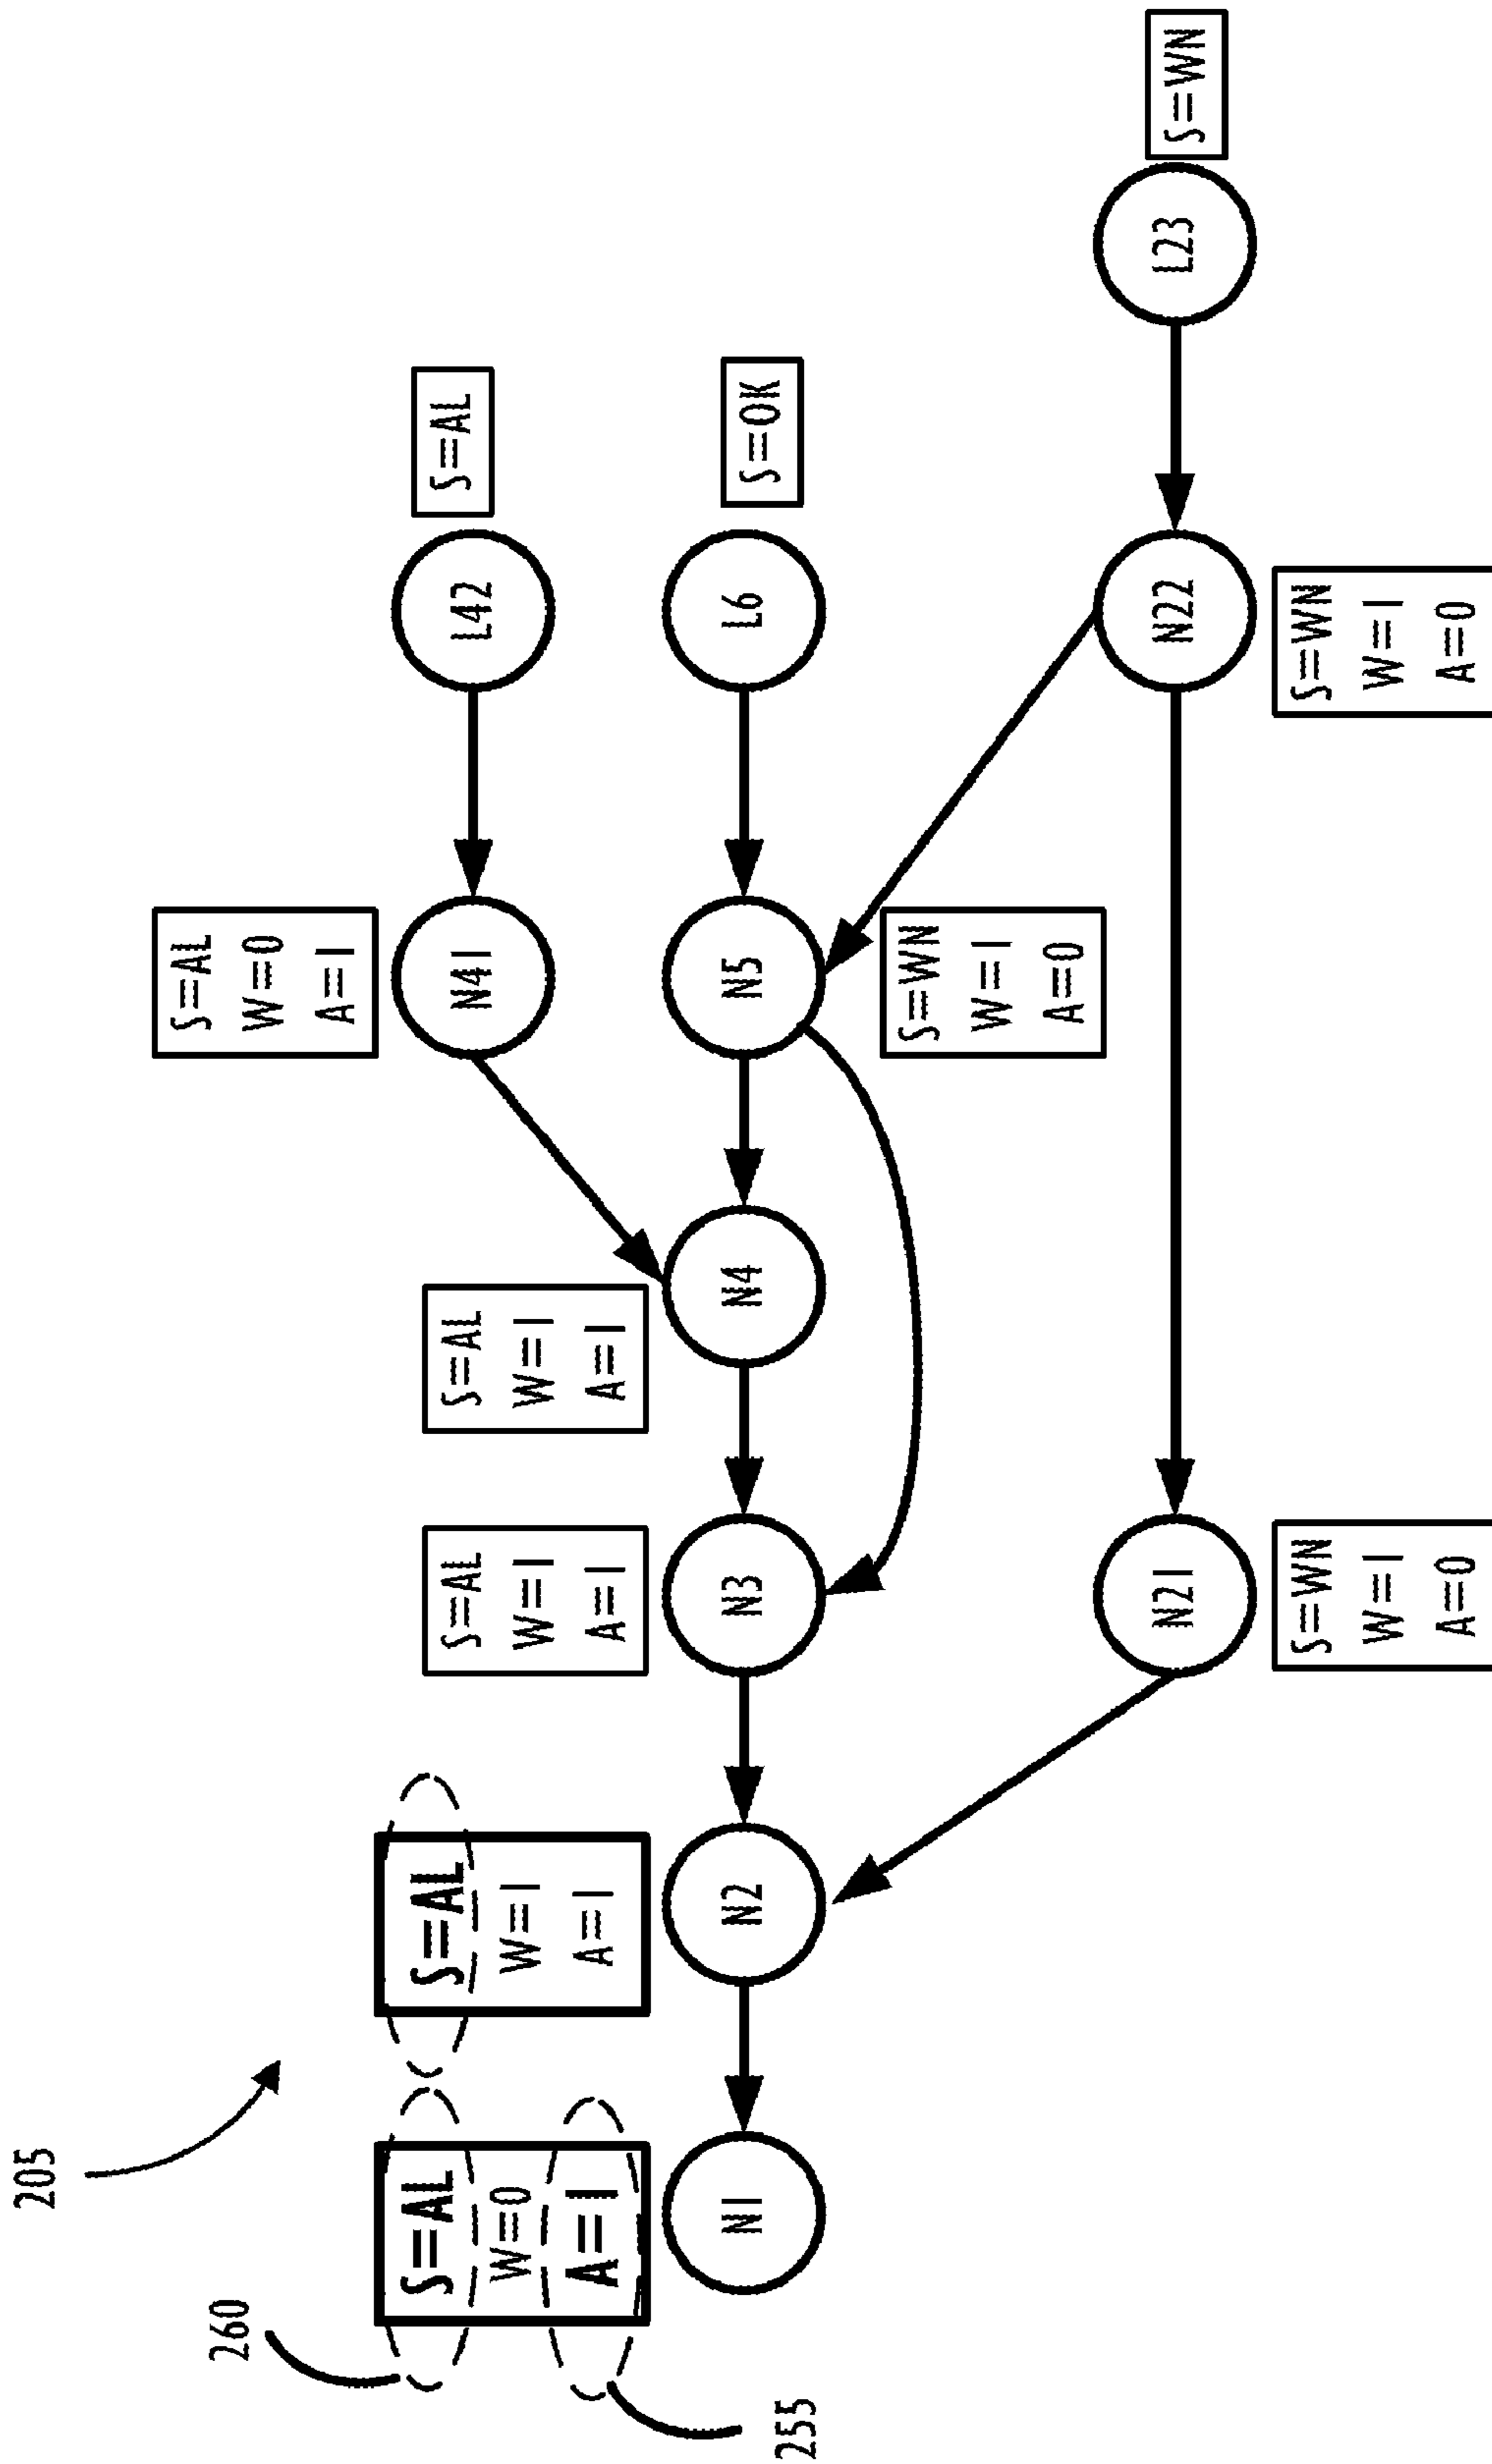 205
260
S=AL
W=0
A=1
255
N1
S=AL
W=1
A=1
N2
S=AL
W=1
A=1
N3
S=AL
W=1
A=1
N4
S=AL
W=0
A=1
N41
L42
S=AL
N5
S=WN
W=1
A=0
L6
S=OK
N21
S=WN
W=1
A=0
N22
S=WN
W=1
A=0
L23
S=WN